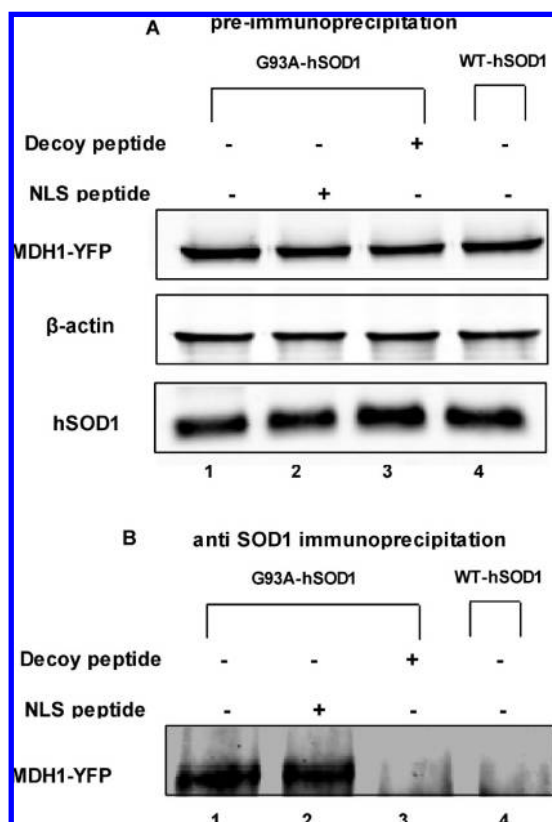 A pre-immunoprecipitation
G93A-hSOD1 WT-hSOD1
Decoy peptide - - + -
NLS peptide - + - -
MDH1-YFP
β-actin
hSOD1
1 2 3 4
B anti SOD1 immunoprecipitation
G93A-hSOD1 WT-hSOD1
Decoy peptide - - + -
NLS peptide - + - -
MDH1-YFP
1 2 3 4